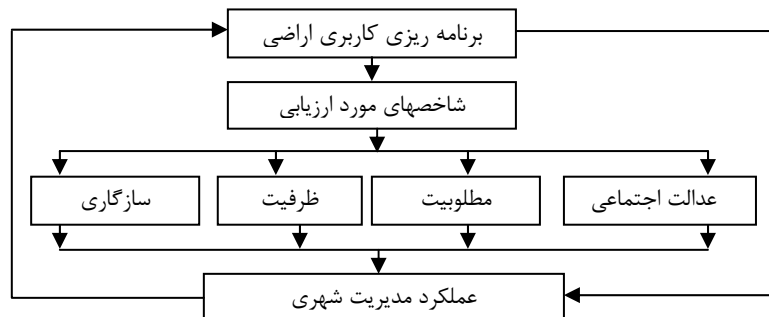 برنامه ریزی کاربری اراضی
شاخصهای مورد ارزیابی
عدالت اجتماعی
مطلوبیت
ظرفیت
سازگاری
عملکرد مدیریت شهری